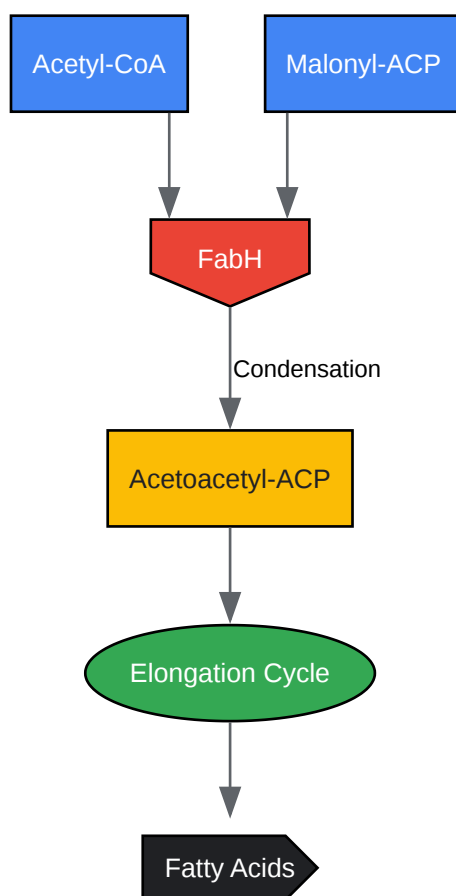 Acetyl-CoA
Malonyl-ACP
FabH
Condensation
Acetoacetyl-ACP
Elongation Cycle
Fatty Acids